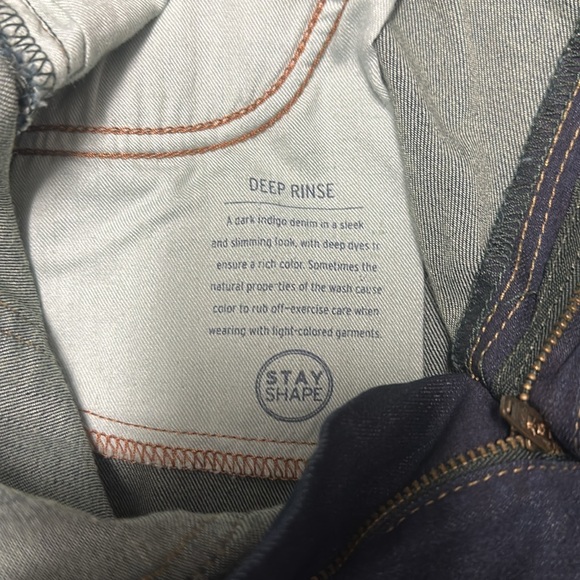 DEEP RINSE
A dark indigo denim in a sleek
and slimming look, with deep dyes to
ensure a rich color. Sometimes the
natural properties of the wash cause
color to rub off-exercise care when
wearing with light-colored garments.
STAY
SHAPE